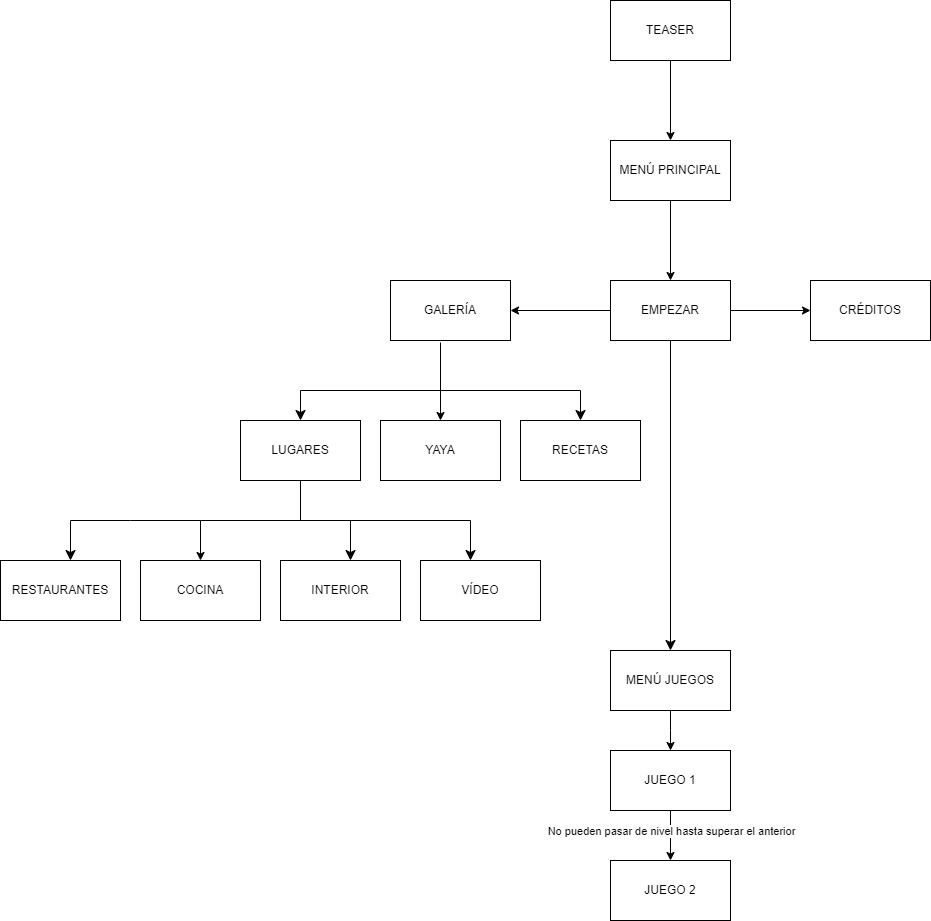 TEASER
MENÚ PRINCIPAL
GALERÍA
EMPEZAR
CRÉDITOS
LUGARES
YAYA
RECETAS
RESTAURANTES
COCINA
INTERIOR
VÍDEO
MENÚ JUEGOS
JUEGO 1
No pueden pasar de nivel hasta superar el anterior
JUEGO 2